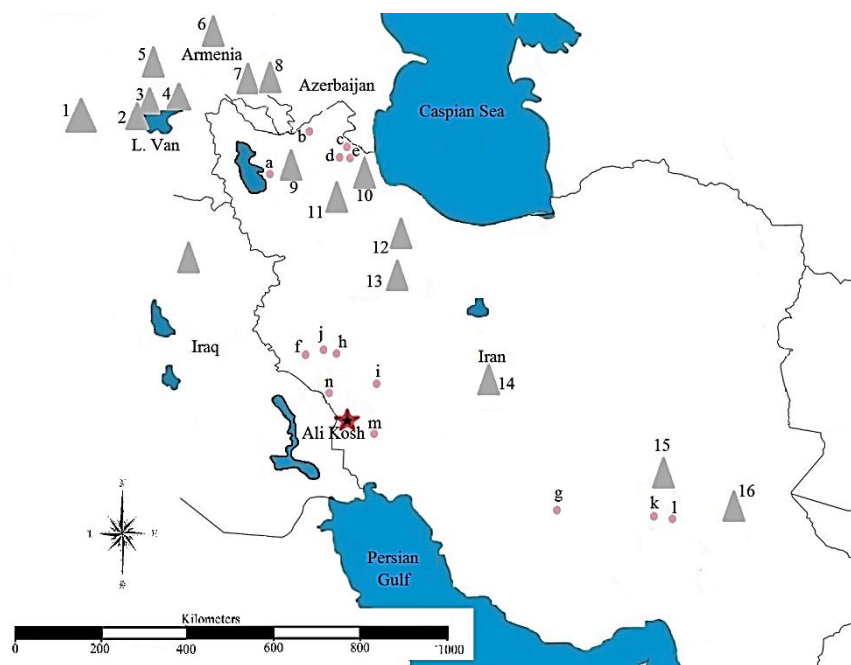 6
Armenia
5
7
8
Azerbaijan
3
4
1
2
L. Van
b
c
d
e
a
9
10
11
Caspian Sea
12
13
Iraq
f
j
h
i
n
Iran
14
Ali Kosh
m
15
16
g
k
l
Persian
Gulf
Kilometers
0
200
400
600
800
1000